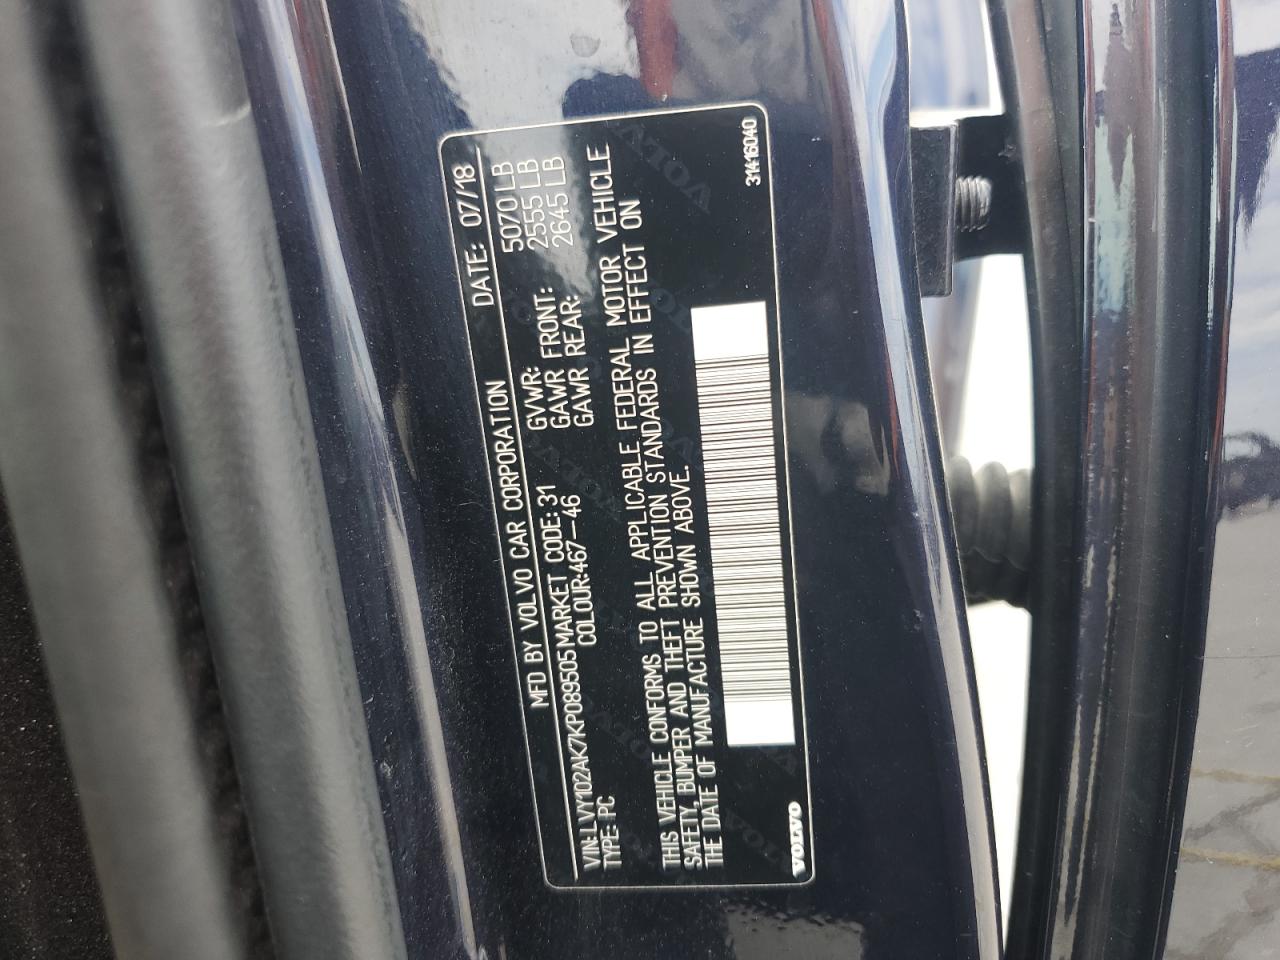 MFD BY VOLVO CAR CORPORATION DATE: 07/18
VIN:LVY102AK7KP089505 MARKET CODE: 31 GVWR: 5070 LB
TYPE: PC COLOUR:467-46 GAWR FRONT: 2555 LB
GAWR REAR: 2645 LB
THIS VEHICLE CONFORMS TO ALL APPLICABLE FEDERAL MOTOR VEHICLE
SAFETY, BUMPER AND THEFT PREVENTION STANDARDS IN EFFECT ON
THE DATE OF MANUFACTURE SHOWN ABOVE.
VOLVO 31416040